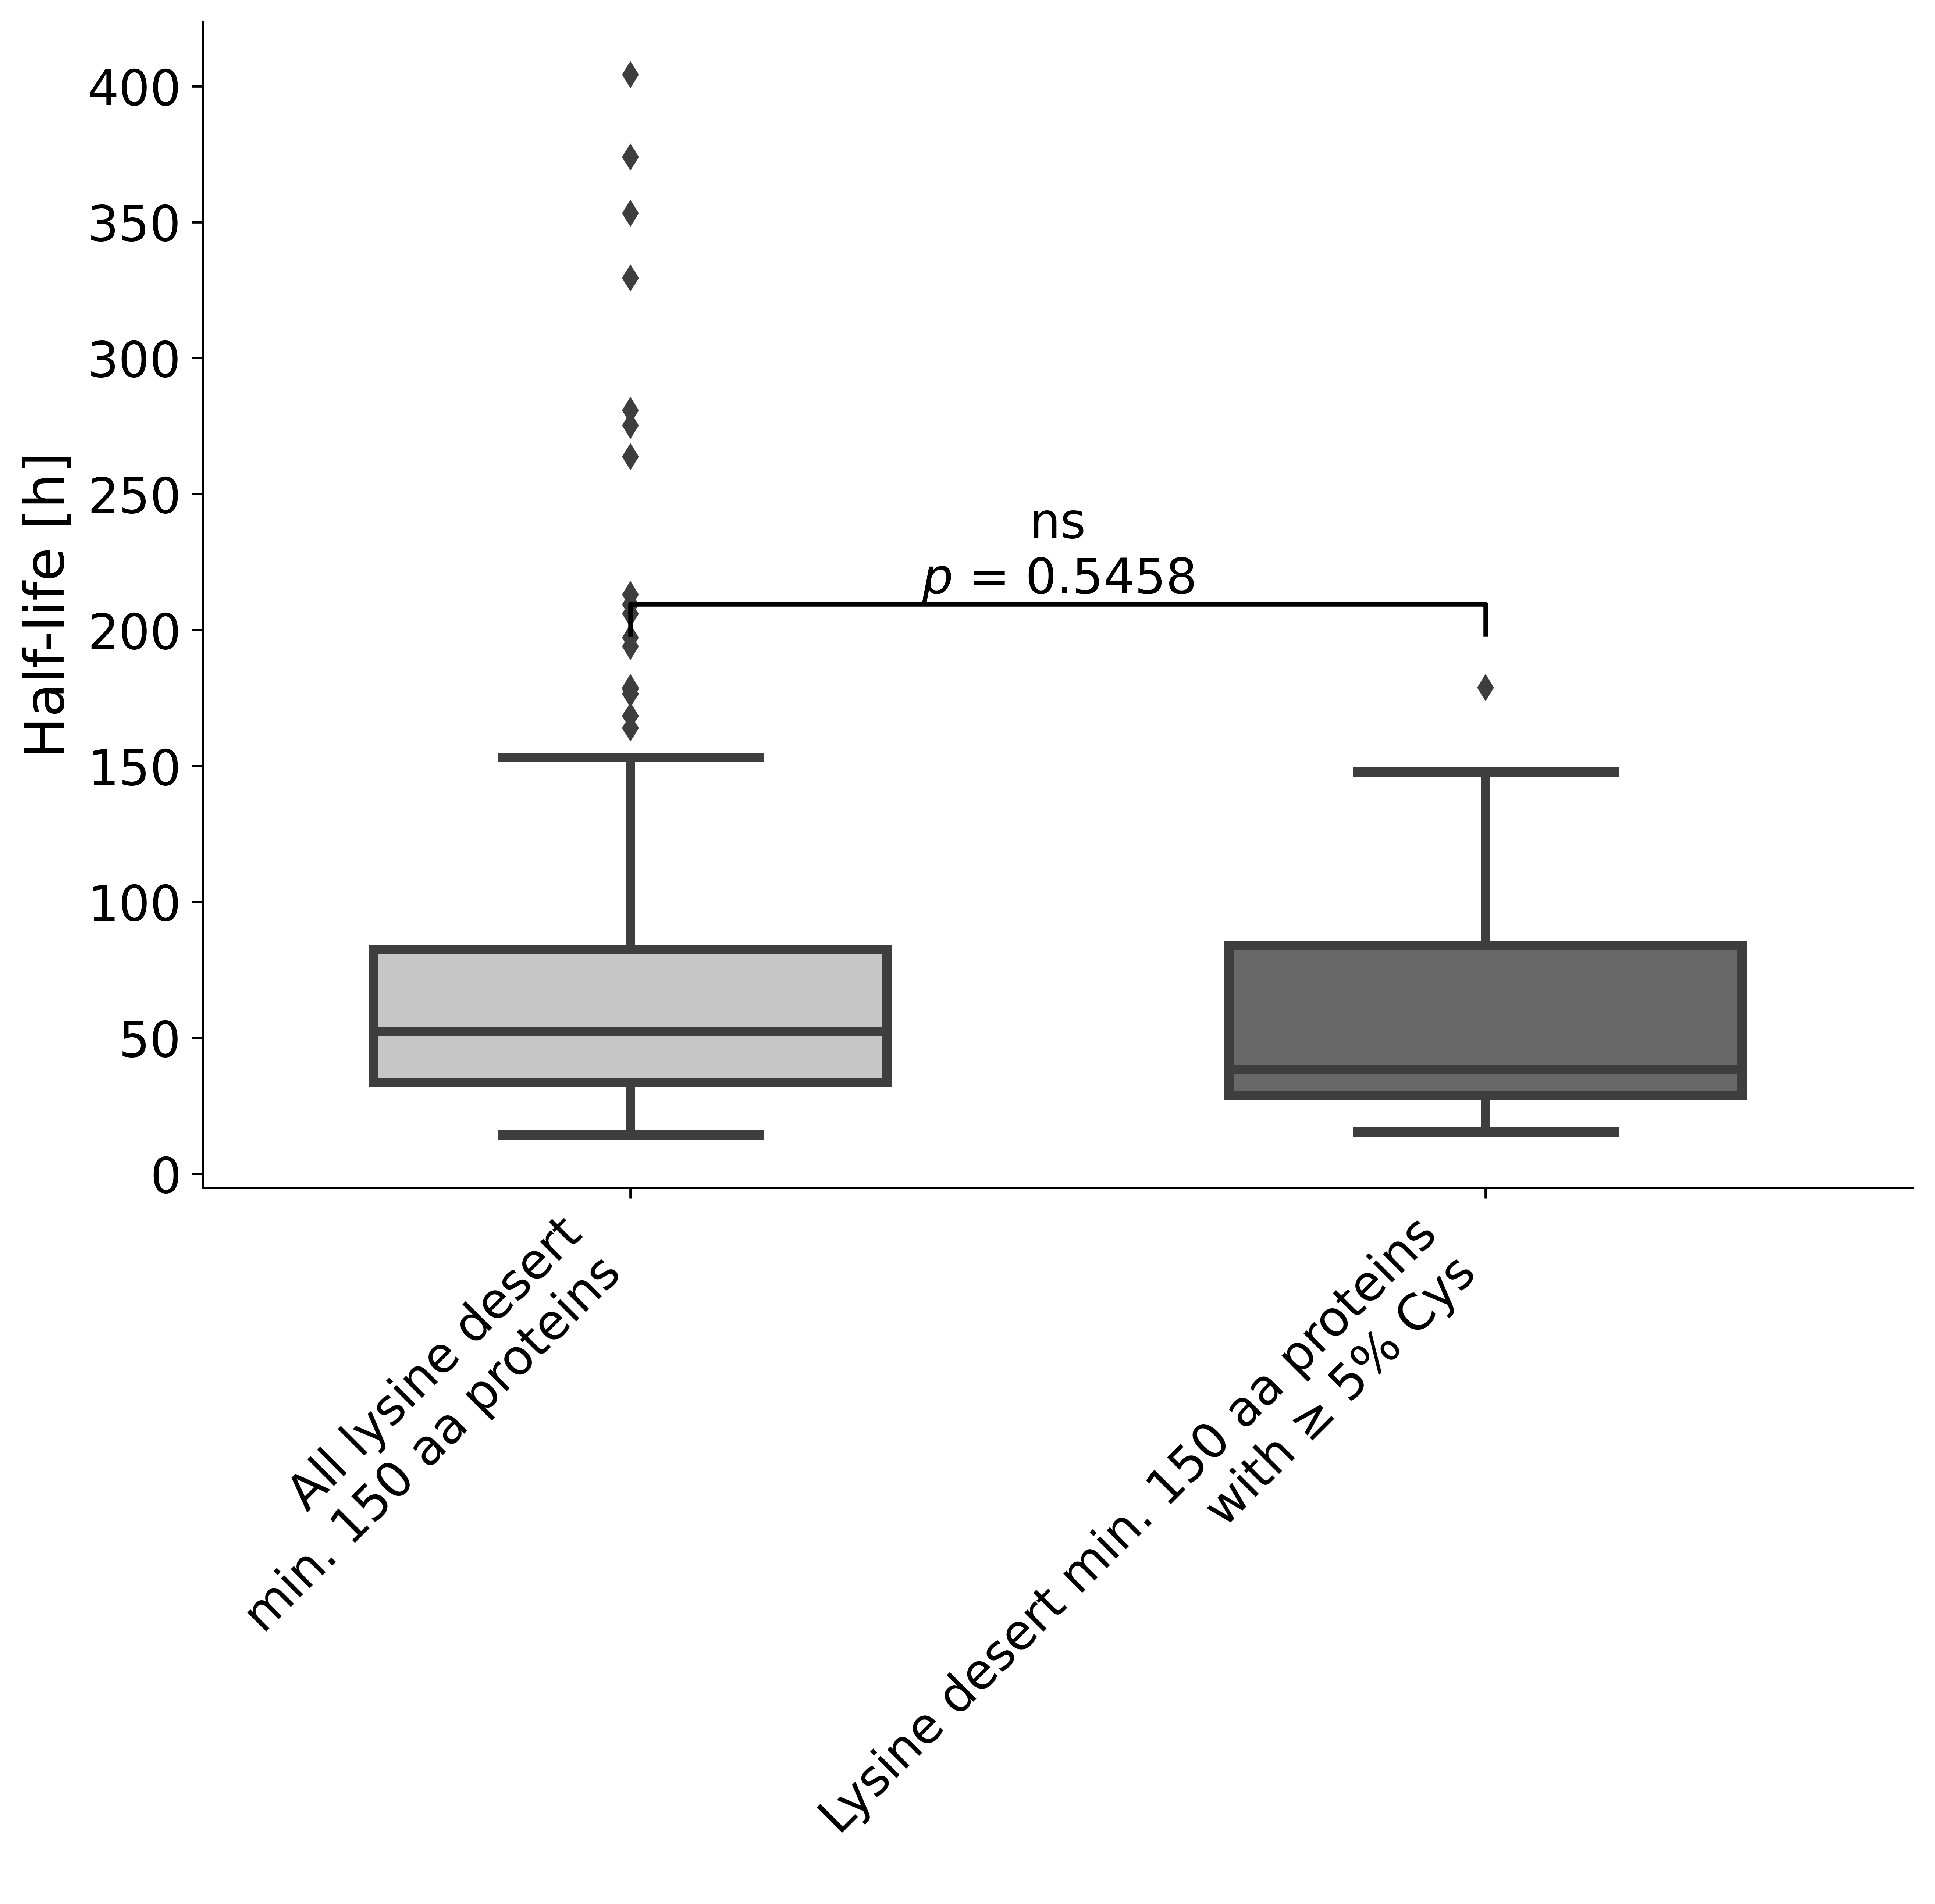 Half-life [h]
400
350
300
250
200
150
100
50
0
ns
p = 0.5458
All lysine desert
min. 150 aa proteins
Lysine desert min. 150 aa proteins
with ≥ 5% Cys